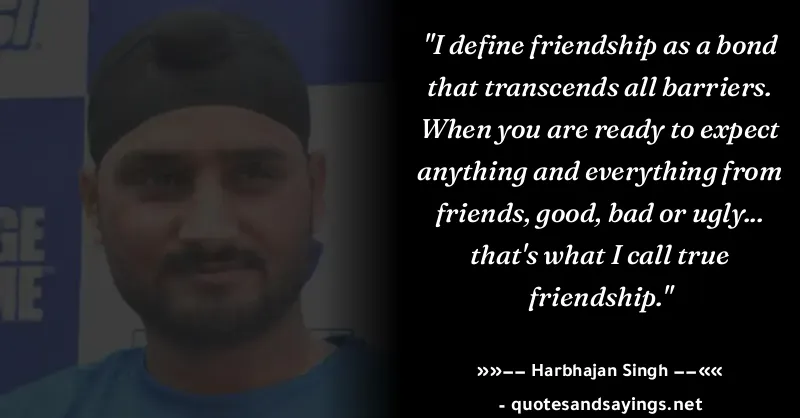 "I define friendship as a bond
that transcends all barriers.
When you are ready to expect
anything and everything from
friends, good, bad or ugly...
that's what I call true
friendship."
»»−− Harbhajan Singh −−««
- quotesandsayings.net